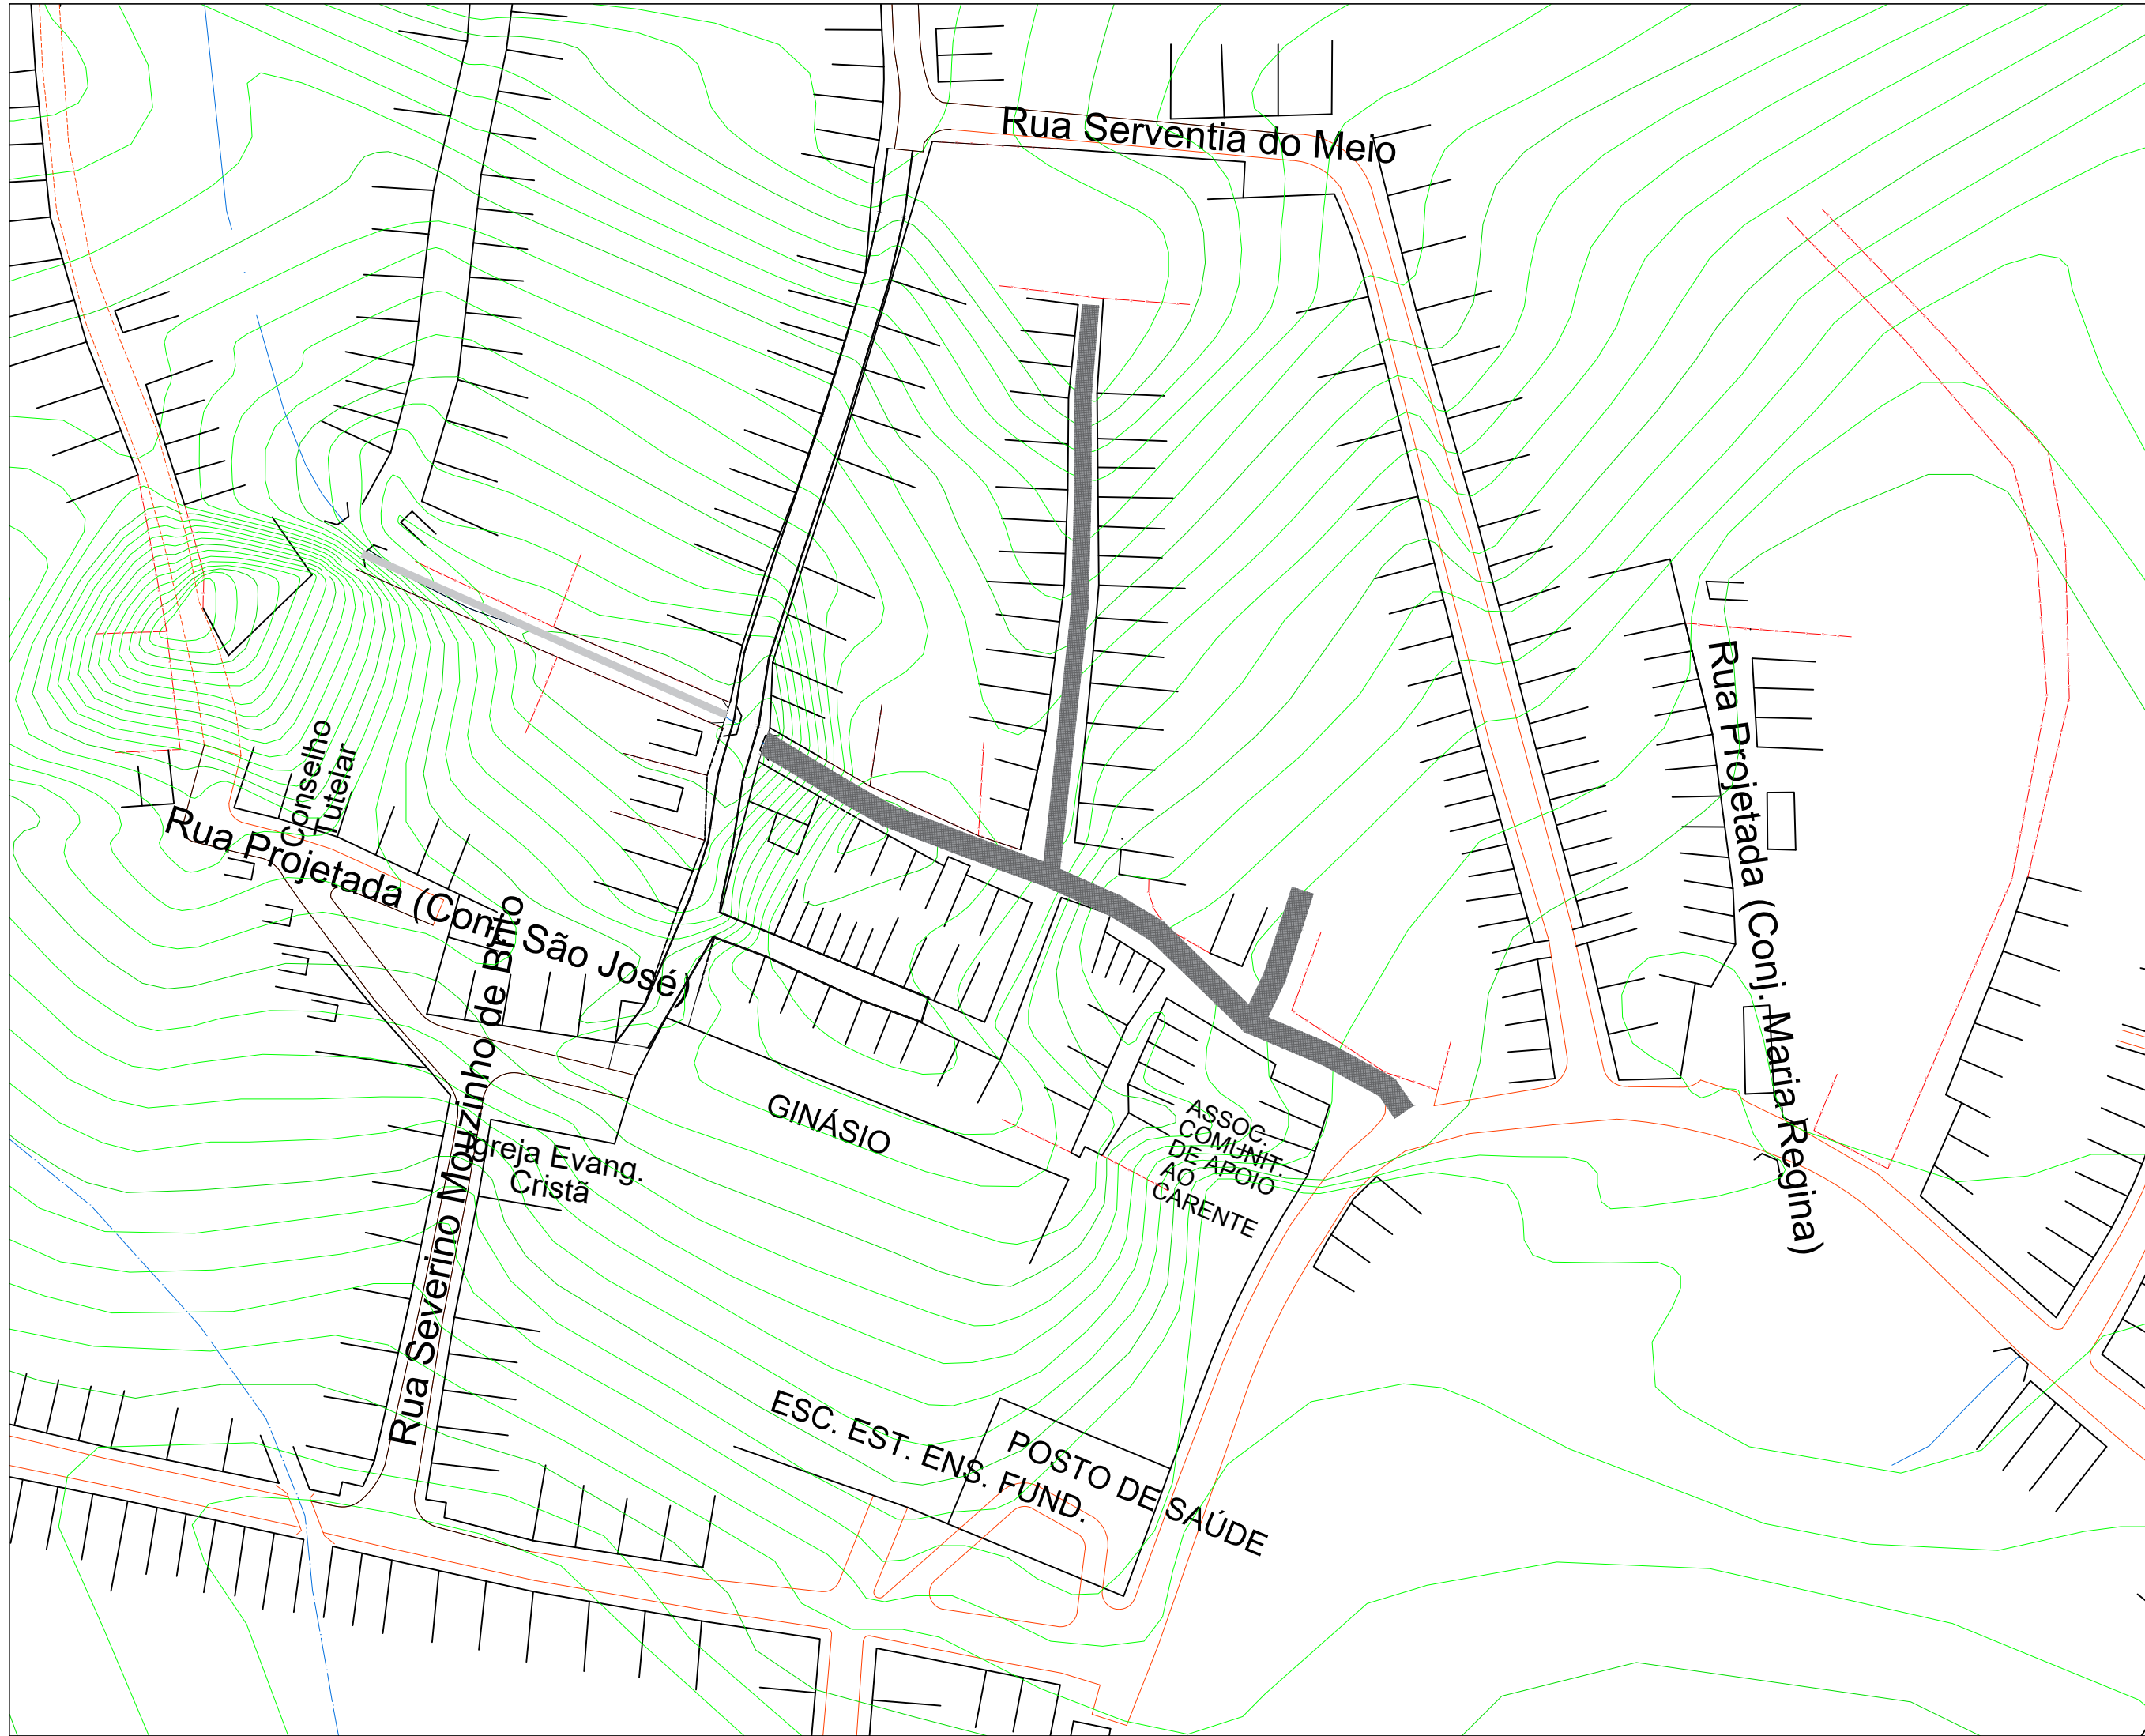 Rua Serventia do Meio
Rua Projetada (Conj. Maria Regina)
Conselho
Tutelar
Rua Projetada (Conj. São José)
Rua Severino Mouzinho de Brito
GINÁSIO
ASSOC.
COMUNIT.
DE APOIO
AO
CARENTE
Igreja Evang.
Cristã
ESC. EST. ENS. FUND.
POSTO DE SAÚDE